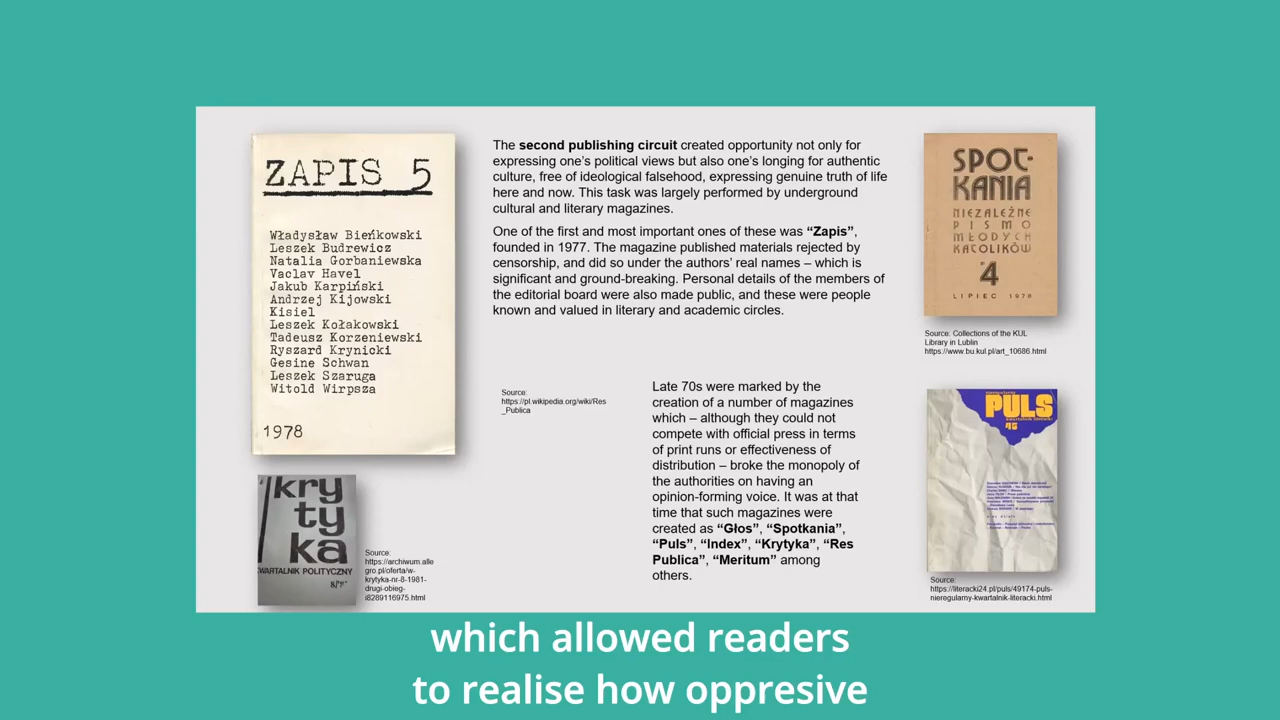 ZAPIS 5
Władysław Bieńkowski
Leszek Budrewicz
Natalia Gorbaniewska
Vaclav Havel
Jakub Karpiński
Andrzej Kijowski
Kisiel
Leszek Kołakowski
Tadeusz Korzeniewski
Ryszard Krynicki
Gesine Schwan
Leszek Szaruga
Witold Wirpsza
1978
kry
ty
ka
KWARTALNIK POLITYCZNY
Source:
https://archiwum.alle
gro.pl/oferta/w-
krytyka-nr-8-1981-
drugi-obieg-
i8289116975.html
The second publishing circuit created opportunity not only for
expressing one's political views but also one's longing for authentic
culture, free of ideological falsehood, expressing genuine truth of life
here and now. This task was largely performed by underground
cultural and literary magazines.
One of the first and most important ones of these was “Zapis”,
founded in 1977. The magazine published materials rejected by
censorship, and did so under the authors’ real names – which is
significant and ground-breaking. Personal details of the members of
the editorial board were also made public, and these were people
known and valued in literary and academic circles.
Source:
https://pl.wikipedia.org/wiki/Res
_Publica
Late 70s were marked by the
creation of a number of magazines
which – although they could not
compete with official press in terms
of print runs or effectiveness of
distribution – broke the monopoly of
the authorities on having an
opinion-forming voice. It was at that
time that such magazines were
created as “Głos”, “Spotkania”,
“Puls”, “Index”, “Krytyka”, “Res
Publica”, “Meritum” among
others.
SPOT-
KANIA
NIEZALEŻNE
PISMO
MŁODYCH
KATOLIKÓW
4
LIPIEC 1978
Source: Collections of the KUL
Library in Lublin
https://www.bu.kul.pl/art_10686.html
PULS
Source:
https://literacki24.pl/puls/49174-puls-
nieregularny-kwartalnik-literacki.html
which allowed readers
to realise how oppresive